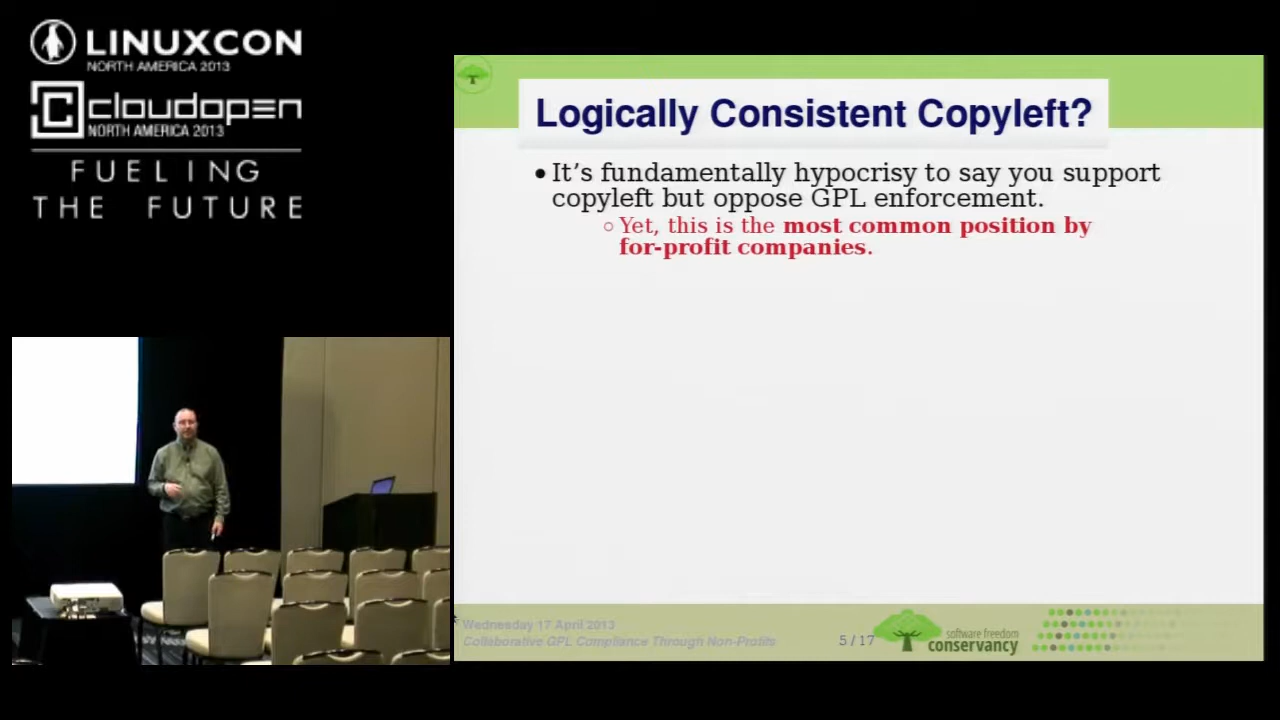 LINUXCON
NORTH AMERICA 2013
cloudopen
NORTH AMERICA 2013
FUELING
THE FUTURE
Logically Consistent Copyleft?
• It’s fundamentally hypocrisy to say you support
copyleft but oppose GPL enforcement.
○ Yet, this is the most common position by
for-profit companies.
Wednesday 17 April 2013
Collaborative GPL Compliance Through Non-Profits
5 / 17
software freedom
conservancy